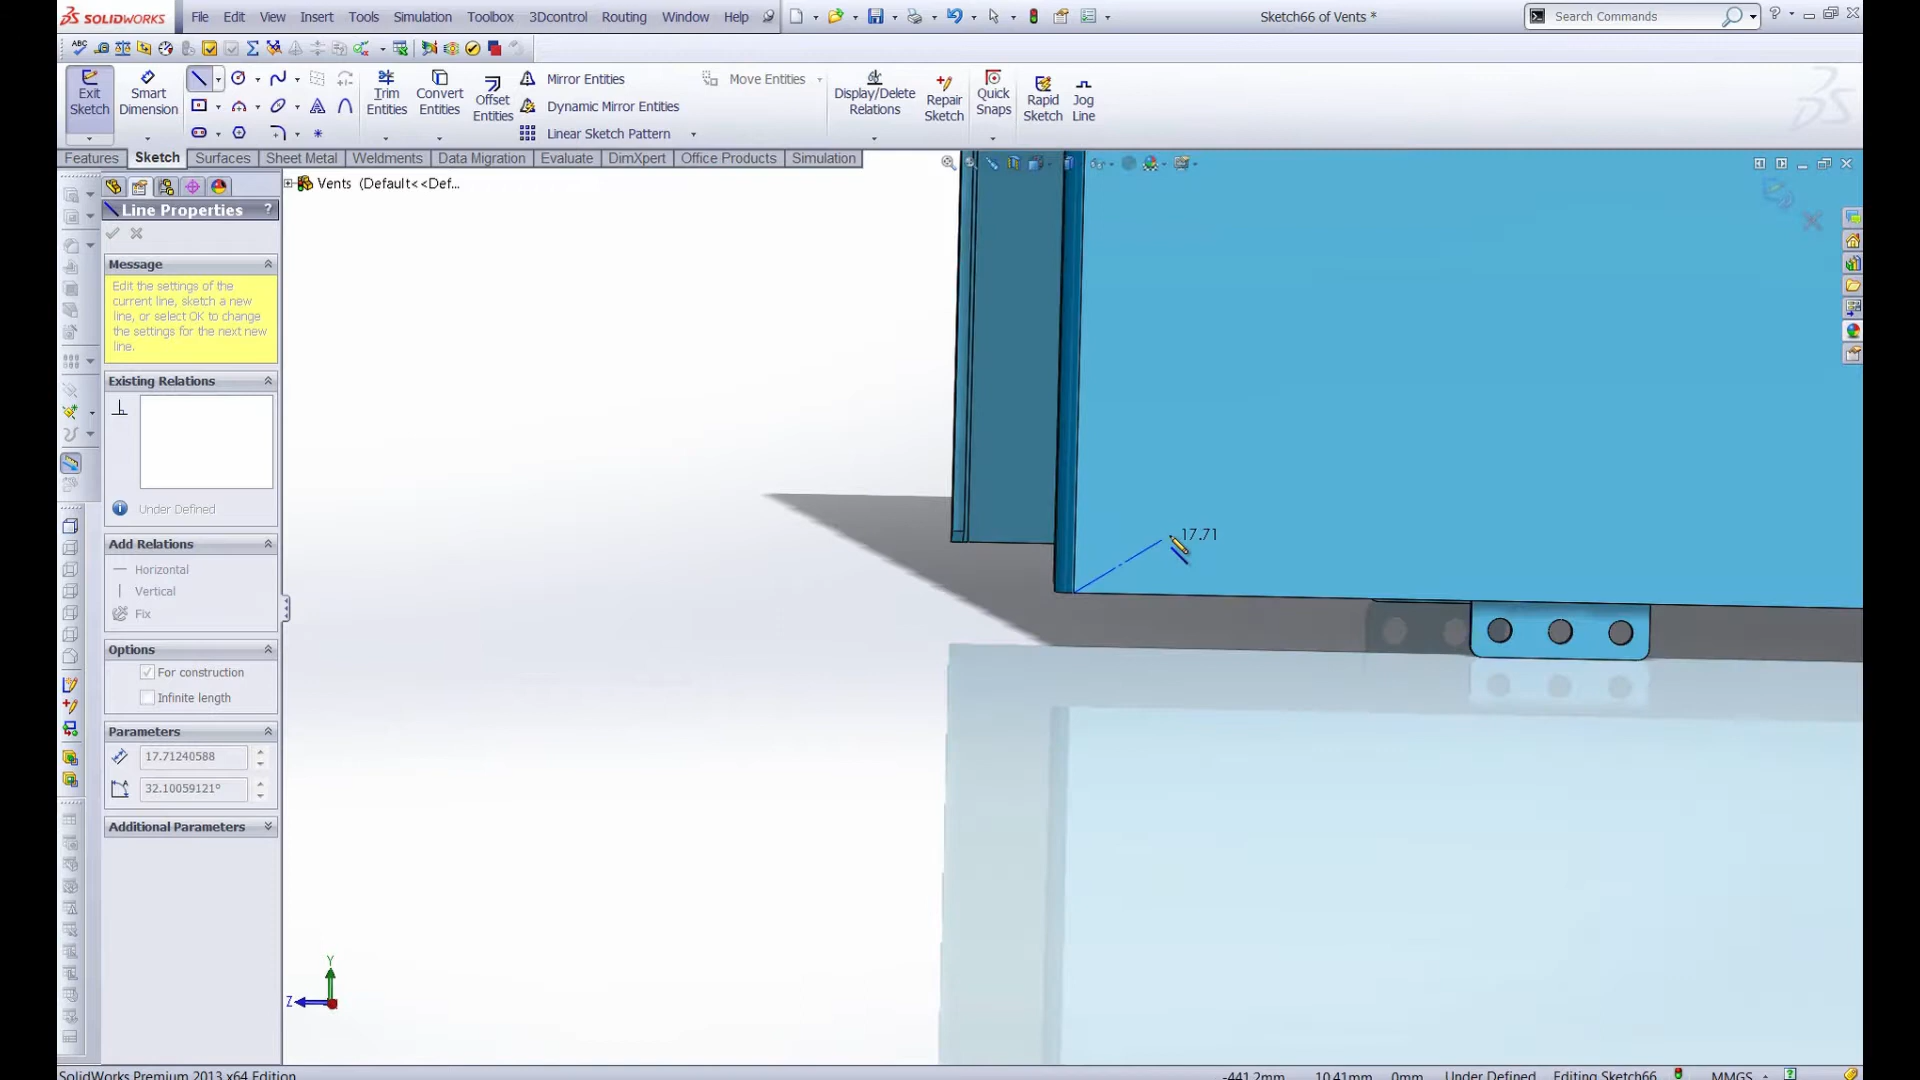 SOLIDWORKS
File Edit View Insert Tools Simulation Toolbox 3Dcontrol Routing Window Help
Sketch66 of Vents *
Search Commands
Exit Sketch
Smart Dimension
Trim Entities
Convert Entities
Offset Entities
Mirror Entities
Dynamic Mirror Entities
Linear Sketch Pattern
Move Entities
Display/Delete Relations
Repair Sketch
Quick Snaps
Rapid Sketch
Jog Line
Features Sketch Surfaces Sheet Metal Weldments Data Migration Evaluate DimXpert Office Products Simulation
Vents (Default<<Def...
Line Properties ?
Message
Edit the settings of the
current line, sketch a new
line, or select OK to change
the settings for the next new
line.
Existing Relations
Under Defined
Add Relations
Horizontal
Vertical
Fix
Options
For construction
Infinite length
Parameters
17.71240588
32.10059121°
Additional Parameters
17.71
Y
Z
SolidWorks Premium 2013 x64 Edition
-441.2mm 10.41mm 0mm Under Defined Editing Sketch66 MMGS